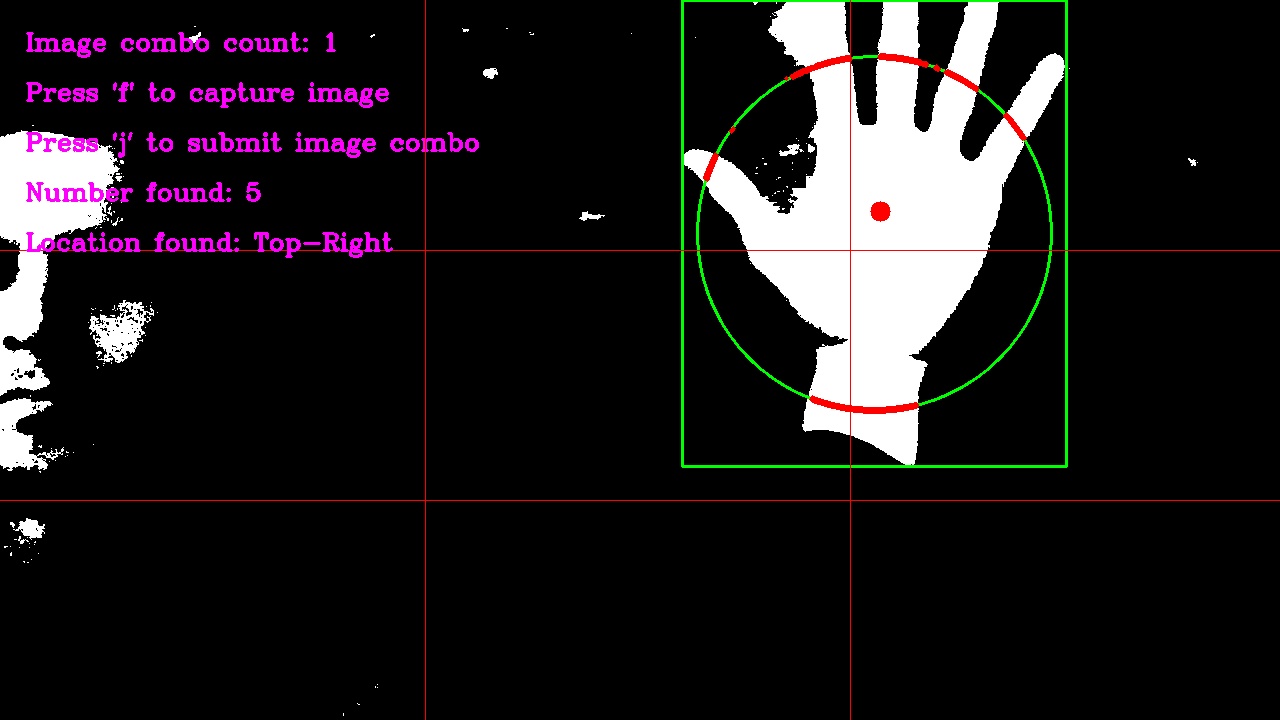 Image combo count: 1
Press 'f' to capture image
Press 'j' to submit image combo
Number found: 5
Location found: Top-Right